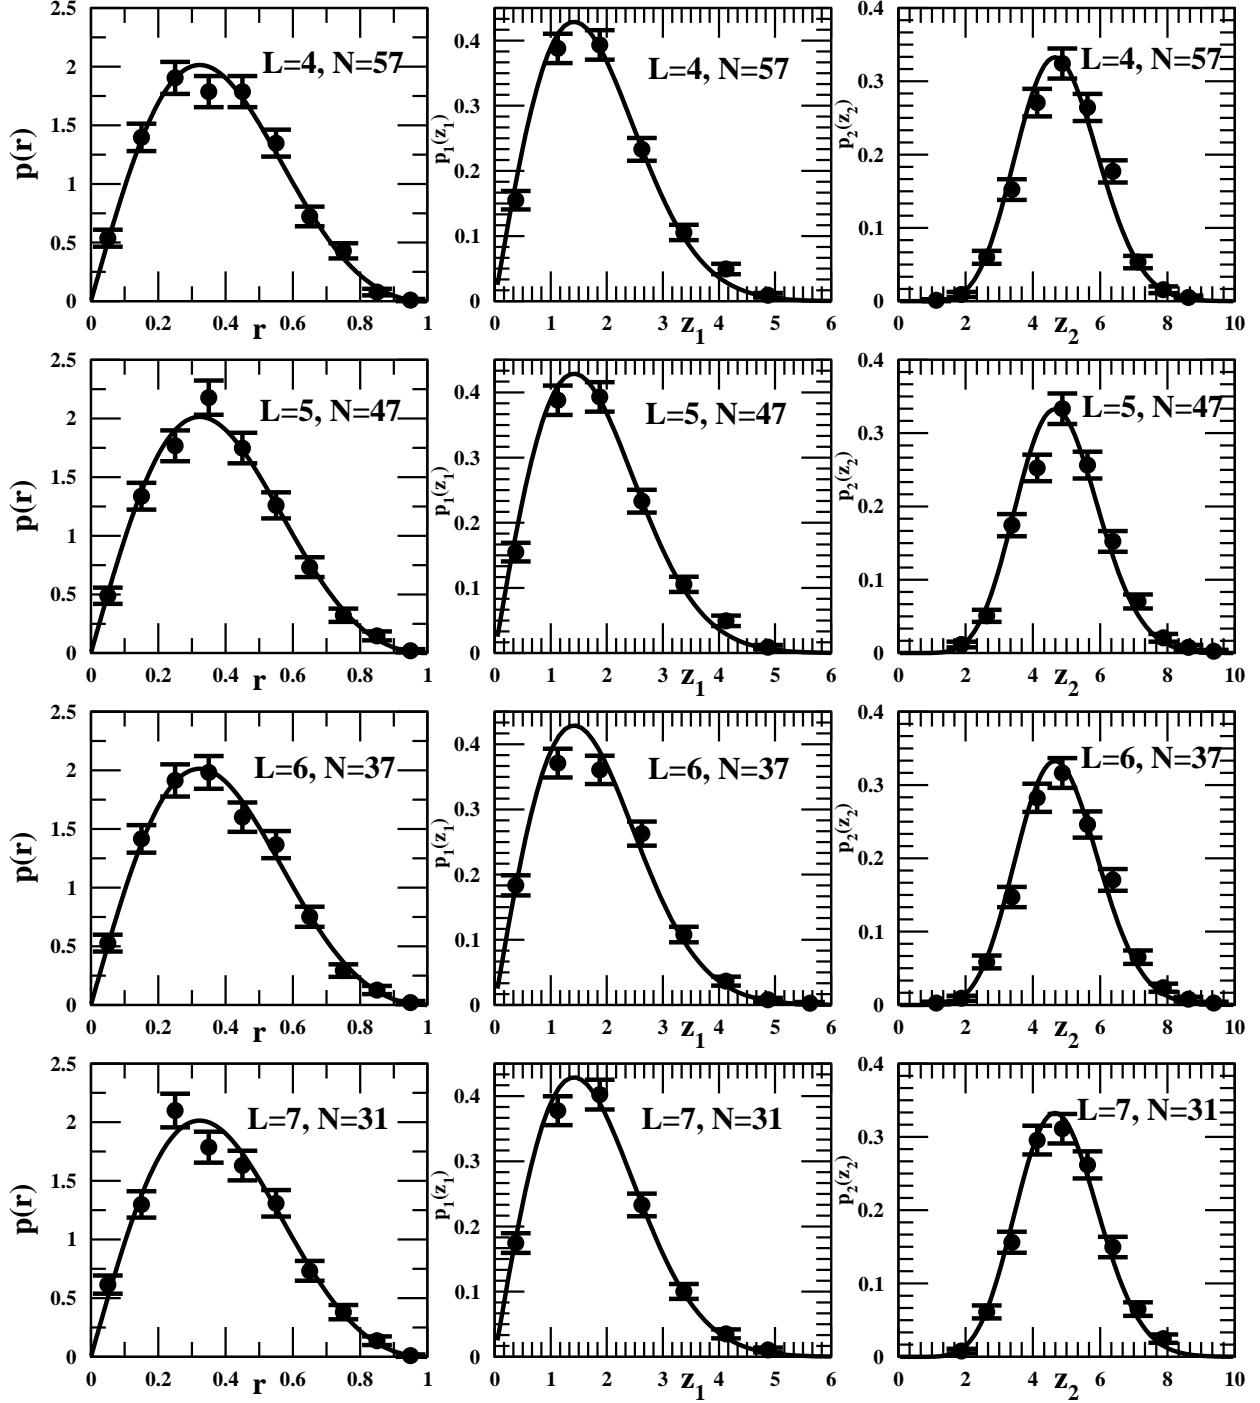 2.5
2
1.5
1
0.5
0
p(r)
L=4, N=57
0 0.2 0.4 0.6 0.8 1
r
0.4
0.3
0.2
0.1
0
p1(z1)
L=4, N=57
0 1 2 3 4 5 6
z1
0.4
0.3
0.2
0.1
0
p2(z2)
L=4, N=57
0 2 4 6 8 10
z2
2.5
2
1.5
1
0.5
0
p(r)
L=5, N=47
0 0.2 0.4 0.6 0.8 1
r
0.4
0.3
0.2
0.1
0
p1(z1)
L=5, N=47
0 1 2 3 4 5 6
z1
0.4
0.3
0.2
0.1
0
p2(z2)
L=5, N=47
0 2 4 6 8 10
z2
2.5
2
1.5
1
0.5
0
p(r)
L=6, N=37
0 0.2 0.4 0.6 0.8 1
r
0.4
0.3
0.2
0.1
0
p1(z1)
L=6, N=37
0 1 2 3 4 5 6
z1
0.4
0.3
0.2
0.1
0
p2(z2)
L=6, N=37
0 2 4 6 8 10
z2
2.5
2
1.5
1
0.5
0
p(r)
L=7, N=31
0 0.2 0.4 0.6 0.8 1
r
0.4
0.3
0.2
0.1
0
p1(z1)
L=7, N=31
0 1 2 3 4 5 6
z1
0.4
0.3
0.2
0.1
0
p2(z2)
L=7, N=31
0 2 4 6 8 10
z2